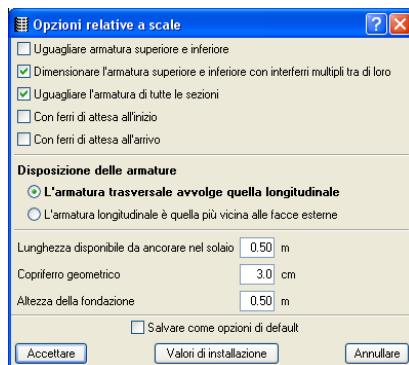 Opzioni relative a scale
Uguagliare armatura superiore e inferiore
Dimensionare l'armatura superiore e inferiore con interferri multipli tra di loro
Uguagliare l'armatura di tutte le sezioni
Con ferri di attesa all'inizio
Con ferri di attesa all'arrivo
Disposizione delle armature
L'armatura trasversale avvolge quella longitudinale
L'armatura longitudinale è quella più vicina alle facce esterne
Lunghezza disponibile da ancorare nel solaio 0.50 m
Copriferro geometrico 3.0 cm
Altezza della fondazione 0.50 m
Salvare come opzioni di default
Accettare Valori di installazione Annullare